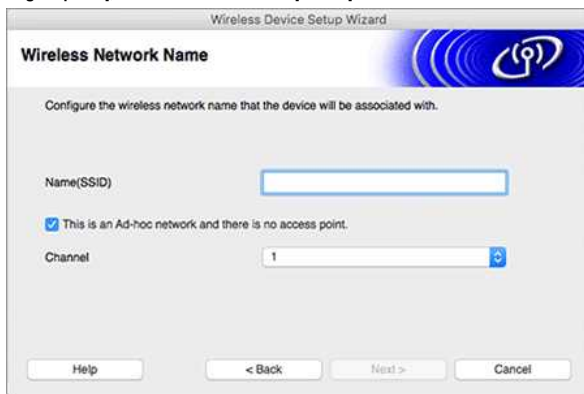 Wireless Device Setup Wizard
Wireless Network Name
Configure the wireless network name that the device will be associated with.
Name(SSID)
This is an Ad-hoc network and there is no access point.
Channel 1
Help < Back Next > Cancel